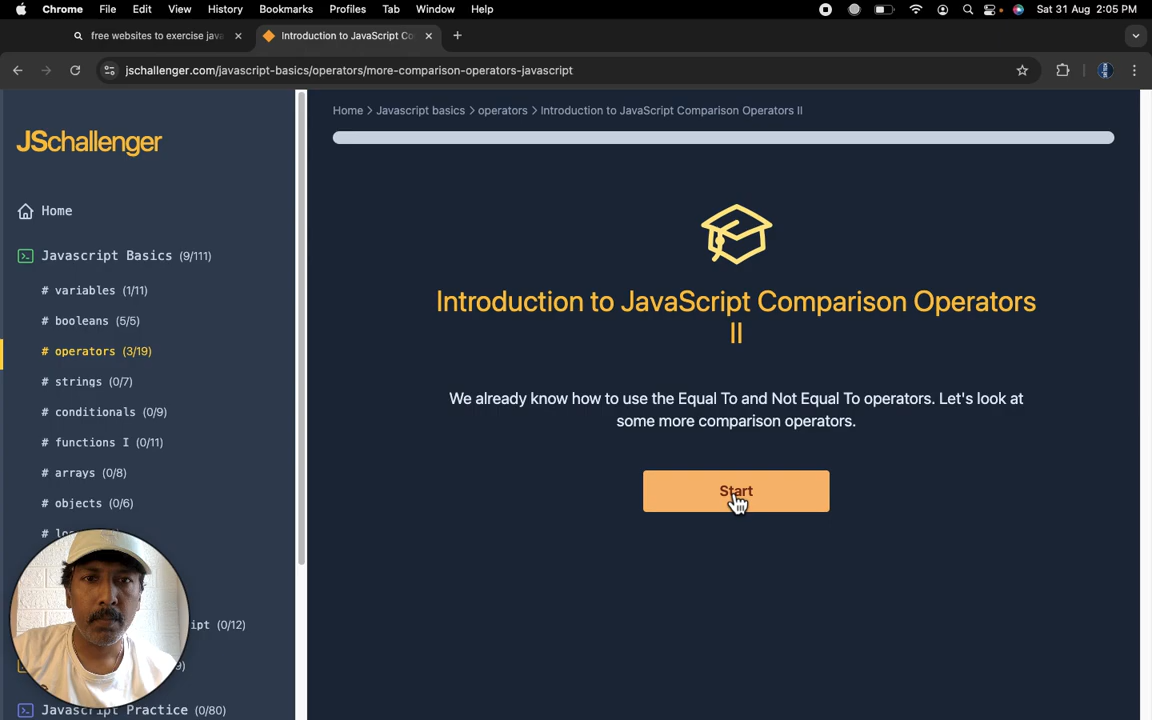 Chrome File Edit View History Bookmarks Profiles Tab Window Help Sat 31 Aug 2:05 PM
free websites to exercise java
Introduction to JavaScript Co
jschallenger.com/javascript-basics/operators/more-comparison-operators-javascript
Home > Javascript basics > operators > Introduction to JavaScript Comparison Operators II
JSchallenger
Home
Javascript Basics (9/111)
# variables (1/11)
# booleans (5/5)
# operators (3/19)
# strings (0/7)
# conditionals (0/9)
# functions I (0/11)
# arrays (0/8)
# objects (0/6)
ipt (0/12)
Javascript Practice (0/80)
Introduction to JavaScript Comparison Operators
II
We already know how to use the Equal To and Not Equal To operators. Let's look at
some more comparison operators.
Start